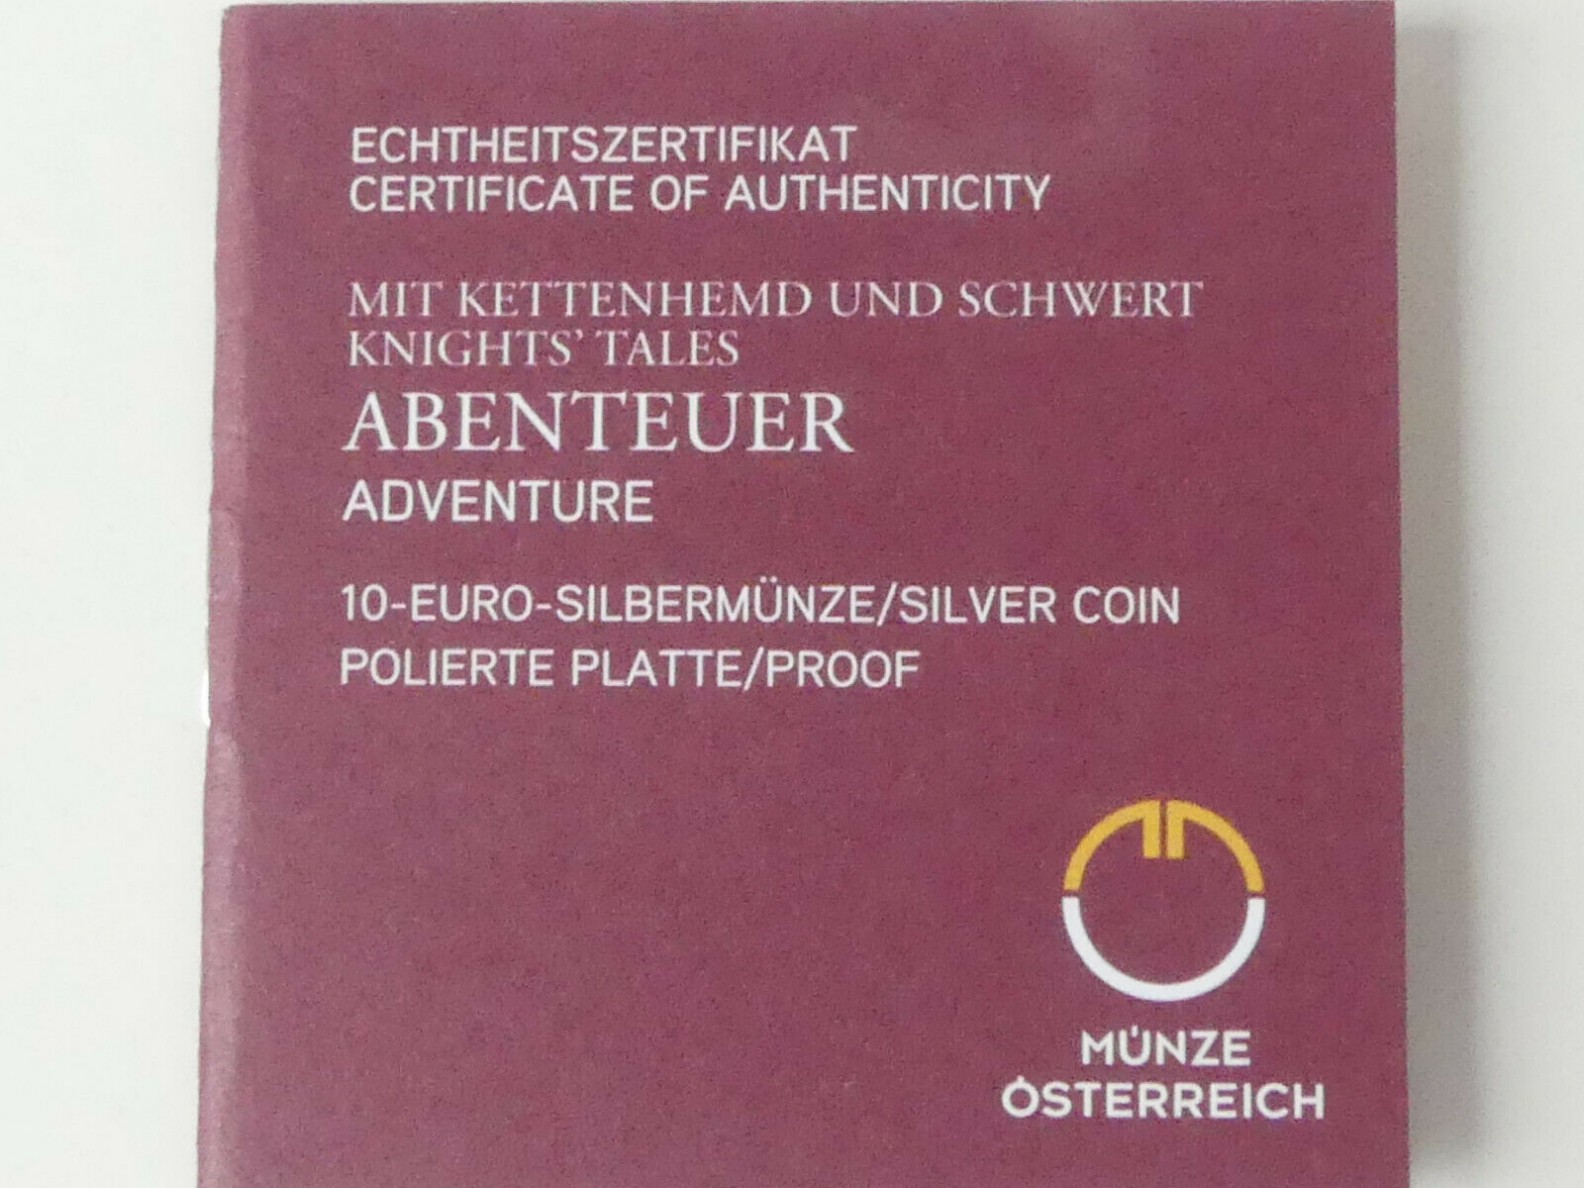 ECHTHEITSZERTIFIKAT
CERTIFICATE OF AUTHENTICITY
MIT KETTENHEMD UND SCHWERT
KNIGHTS' TALES
ABENTEUER
ADVENTURE
10-EURO-SILBERMÜNZE/SILVER COIN
POLIERTE PLATTE/PROOF
MÜNZE
ÖSTERREICH